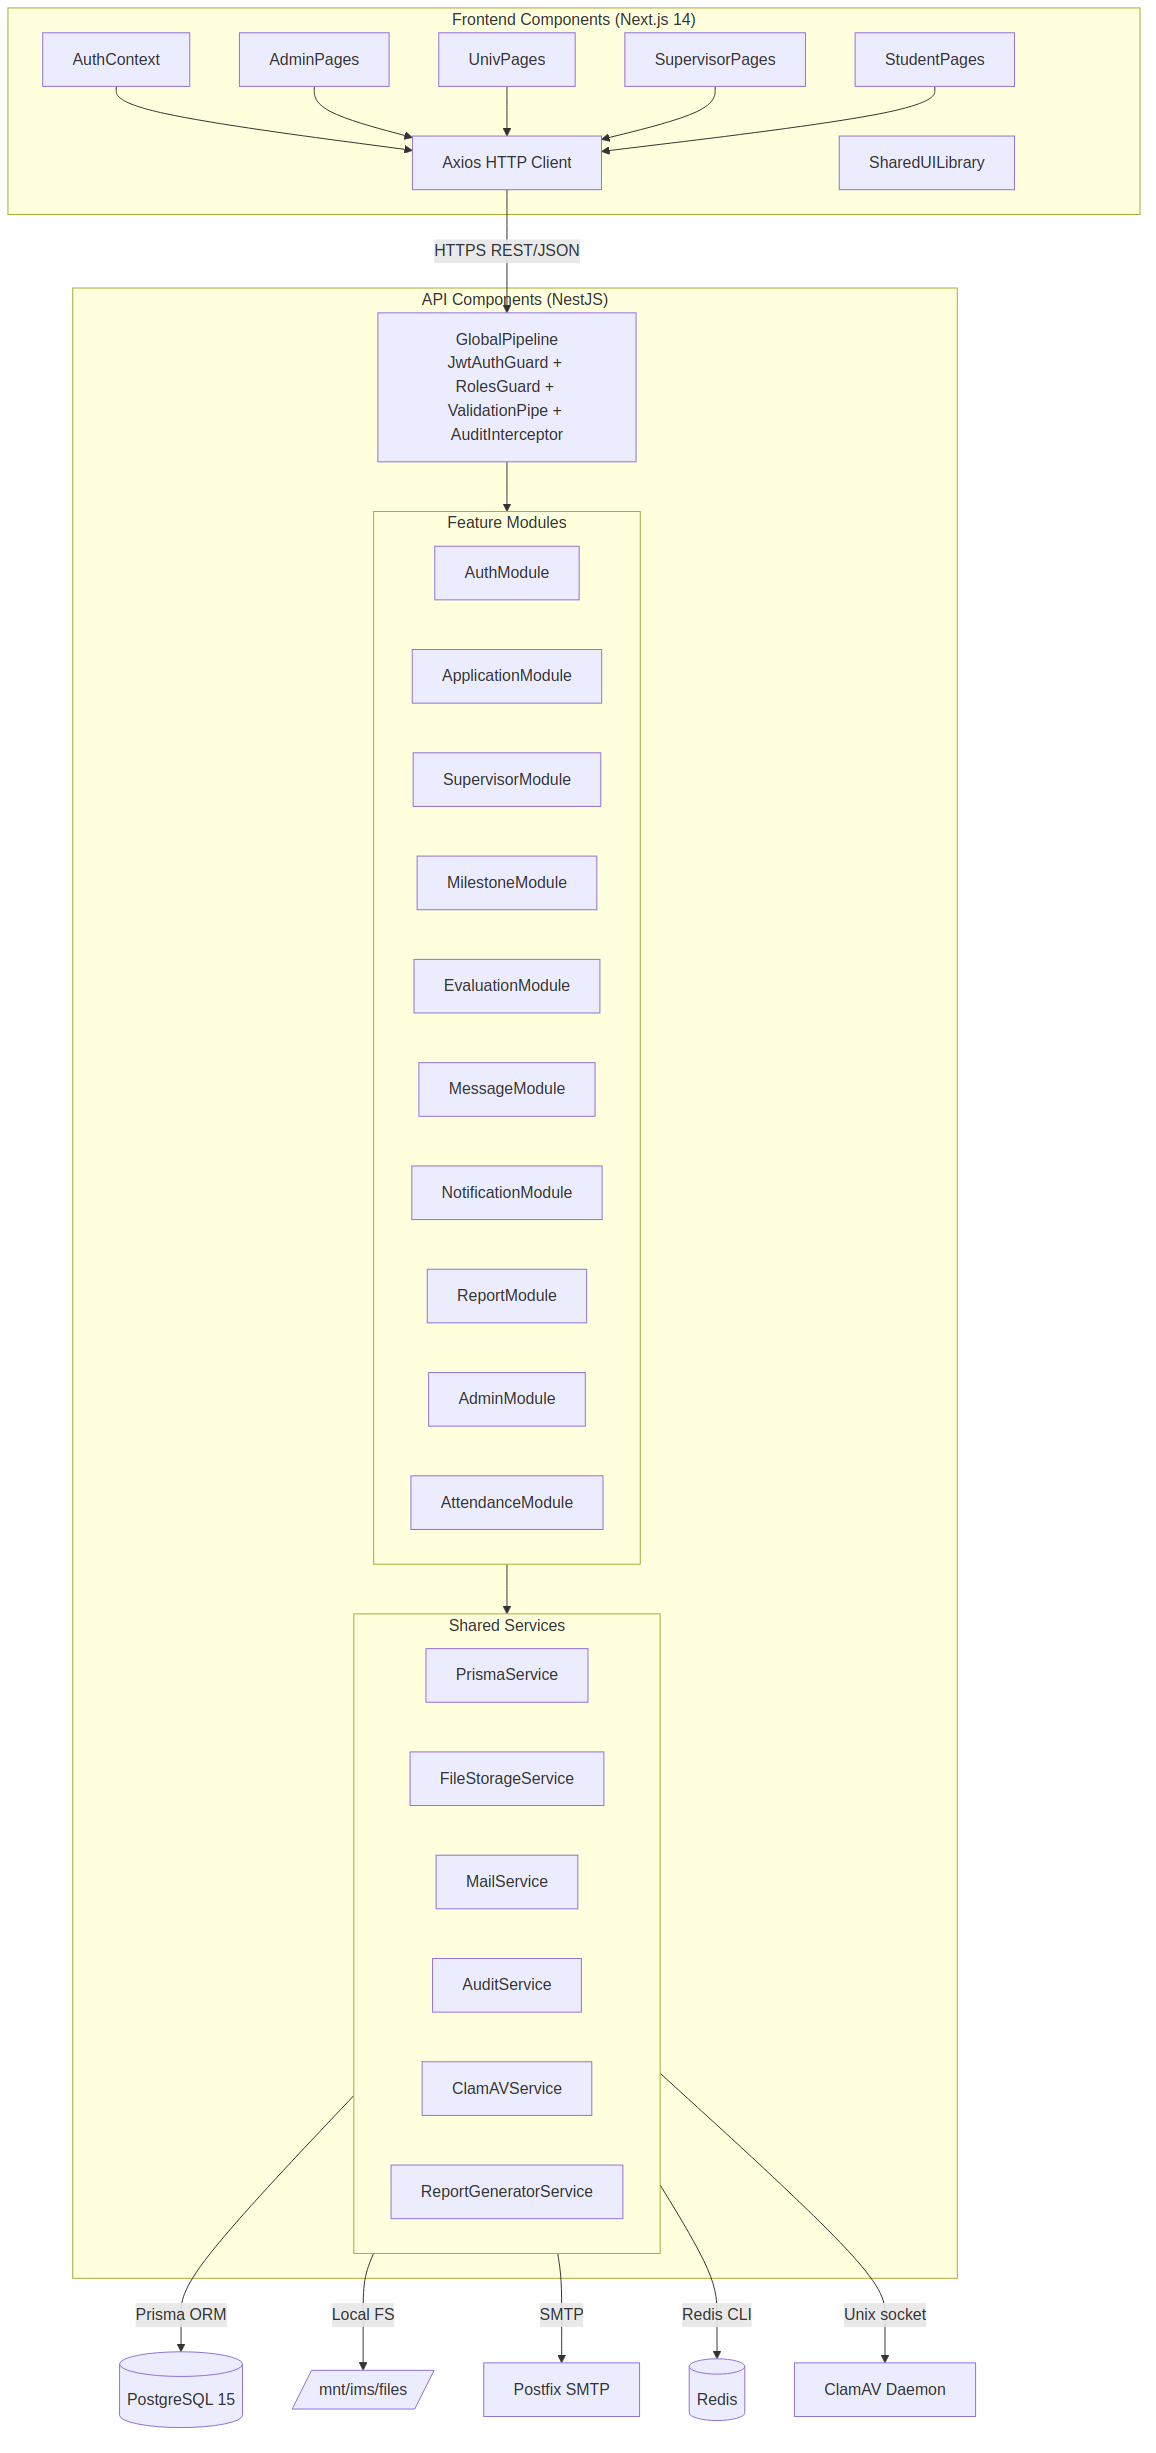 Frontend Components (Next.js 14)
AuthContext
AdminPages
UnivPages
SupervisorPages
StudentPages
Axios HTTP Client
SharedUILibrary
HTTPS REST/JSON
API Components (NestJS)
GlobalPipeline
JwtAuthGuard +
RolesGuard +
ValidationPipe +
AuditInterceptor
Feature Modules
AuthModule
ApplicationModule
SupervisorModule
MilestoneModule
EvaluationModule
MessageModule
NotificationModule
ReportModule
AdminModule
AttendanceModule
Shared Services
PrismaService
FileStorageService
MailService
AuditService
ClamAVService
ReportGeneratorService
Prisma ORM
Local FS
SMTP
Redis CLI
Unix socket
PostgreSQL 15
mnt/ims/files
Postfix SMTP
Redis
ClamAV Daemon